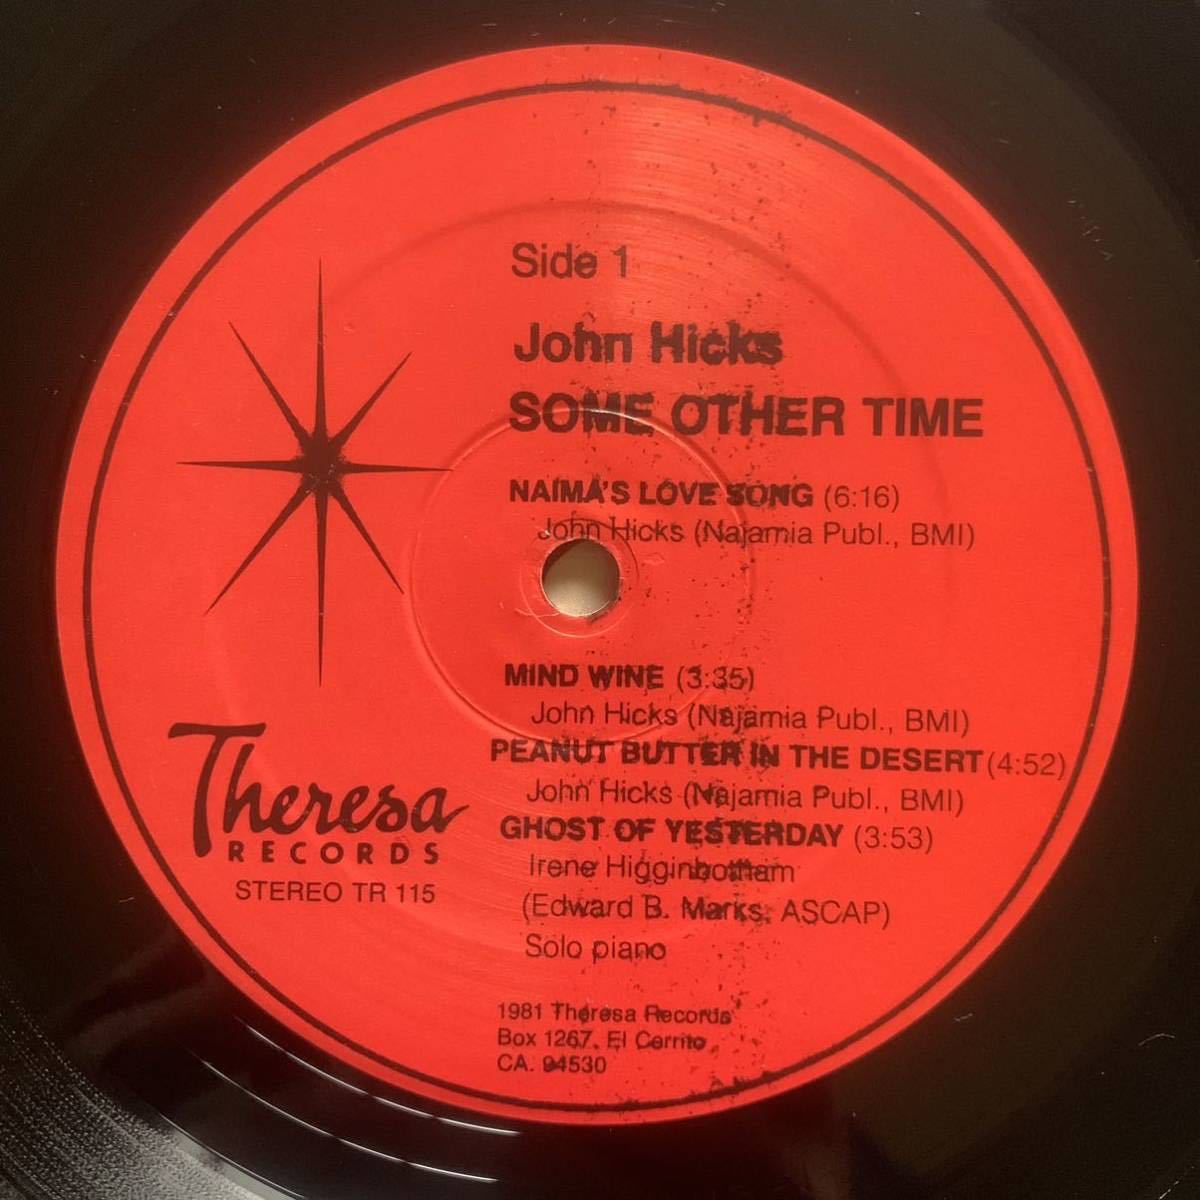 Side 1
John Hicks
SOME OTHER TIME
NAIMA'S LOVE SONG (6:16)
John Hicks (Najamia Publ., BMI)
MIND WINE (3:35)
John Hicks (Najamia Publ., BMI)
PEANUT BUTTER IN THE DESERT (4:52)
John Hicks (Najamia Publ., BMI)
GHOST OF YESTERDAY (3:53)
Irene Higginbotham
(Edward B. Marks, ASCAP)
Solo piano
Theresa
RECORDS
STEREO TR 115
1981 Theresa Records
Box 1267, El Cerrito
CA. 94530